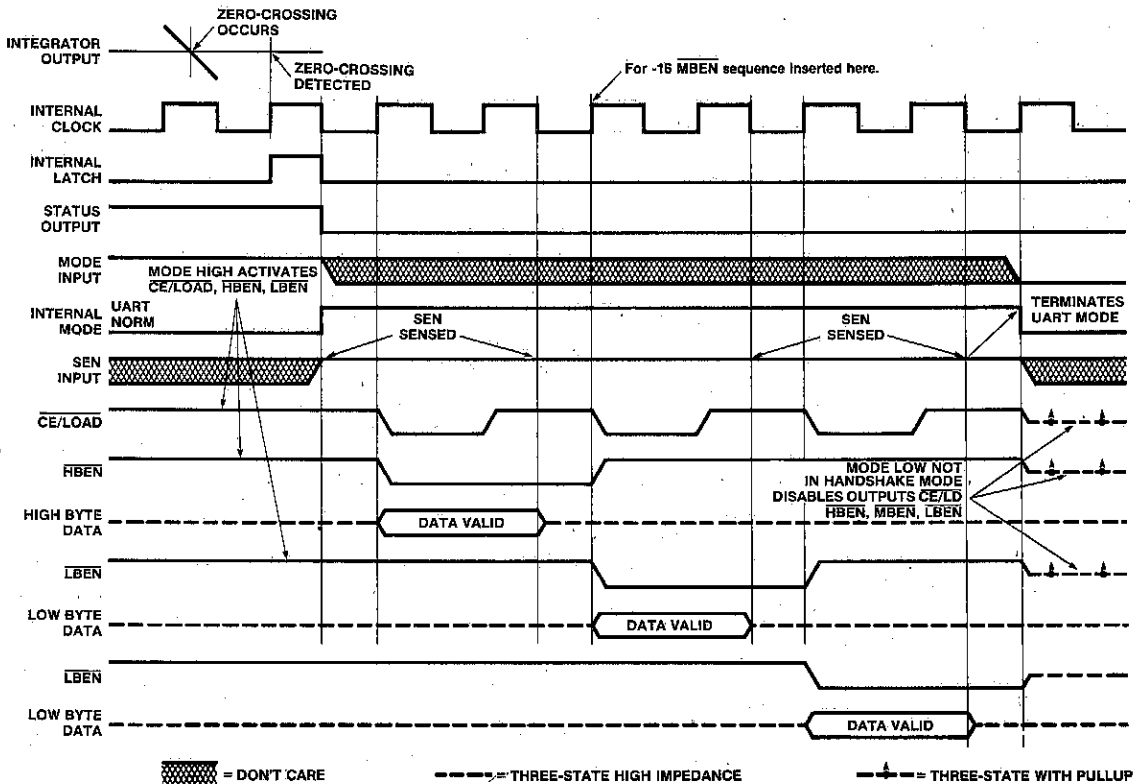 ZERO-CROSSING
OCCURS
INTEGRATOR
OUTPUT
ZERO-CROSSING
DETECTED
For -16 MBEN sequence inserted here.
INTERNAL
CLOCK
INTERNAL
LATCH
STATUS
OUTPUT
MODE
INPUT
MODE HIGH ACTIVATES
CE/LOAD, HBEN, LBEN
INTERNAL
MODE
UART
NORM
SEN
SENSED
SEN
SENSED
TERMINATES
UART MODE
SEN
INPUT
CE/LOAD
HBEN
MODE LOW NOT
IN HANDSHAKE MODE
DISABLES OUTPUTS CE/LD
HBEN, MBEN, LBEN
HIGH BYTE
DATA
DATA VALID
LBEN
LOW BYTE
DATA
DATA VALID
LBEN
LOW BYTE
DATA
DATA VALID
= DON'T CARE
= THREE-STATE HIGH IMPEDANCE
= THREE-STATE WITH PULLUP